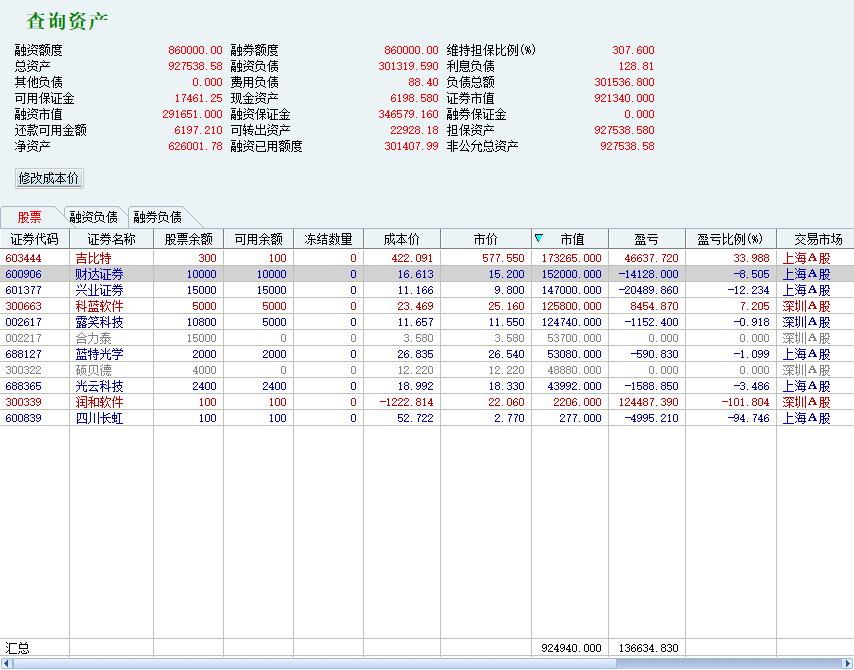 查询资产
融资额度 860000.00 融券额度 860000.00 维持担保比例(%) 307.600
总资产 927538.58 融资负债 301319.590 利息负债 128.81
其他负债 0.000 费用负债 88.40 负债总额 301536.800
可用保证金 17461.25 现金资产 6198.580 证券市值 921340.000
融资市值 291651.000 融资保证金 346579.160 融券保证金 0.000
还款可用金额 6197.210 可转出资产 22928.18 担保资产 927538.580
净资产 626001.78 融资已用额度 301407.99 非公允总资产 927538.58
修改成本价
股票 融资负债 融券负债
证券代码 证券名称 股票余额 可用余额 冻结数量 成本价 市价 市值 盈亏 盈亏比例(%) 交易市场
603444 吉比特 300 100 0 422.091 577.550 173265.000 46637.720 33.988 上海A股
600906 财达证券 10000 10000 0 16.613 15.200 152000.000 -14128.000 -8.505 上海A股
601377 兴业证券 15000 15000 0 11.166 9.800 147000.000 -20489.860 -12.234 上海A股
300663 科蓝软件 5000 5000 0 23.469 25.160 125800.000 8454.870 7.205 深圳A股
002617 露笑科技 10800 5000 0 11.657 11.550 124740.000 -1152.400 -0.918 深圳A股
002217 合力泰 15000 0 0 3.580 3.580 53700.000 0.000 0.000 深圳A股
688127 蓝特光学 2000 2000 0 26.835 26.540 53080.000 -590.830 -1.099 上海A股
300322 硕贝德 4000 0 0 12.220 12.220 48880.000 0.000 0.000 深圳A股
688365 光云科技 2400 2400 0 18.992 18.330 43992.000 -1588.850 -3.486 上海A股
300339 润和软件 100 100 0 -1222.814 22.060 2206.000 124487.390 -101.804 深圳A股
600839 四川长虹 100 100 0 52.722 2.770 277.000 -4995.210 -94.746 上海A股
汇总 924940.000 136634.830